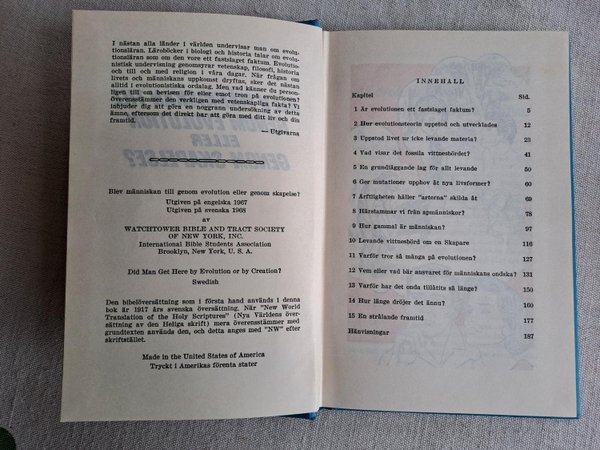 I nästan alla länder i världen undervisar man om evolu-
tionsläran. Läroböcker i biologi och historia talar om evolu-
tionsläran som om den vore ett fastslaget faktum. Evolutio-
nistisk undervisning genomsyrar vetenskap, filosofi, historia
och till och med religion i våra dagar. När frågan om
livets och människans uppkomst dryftas, sker det nästan
alltid i evolutionistiska ordalag. Men vad känner du person-
ligen till om bevisen för eller emot tron på evolutionen?
Överensstämmer den verkligen med vetenskapliga fakta? Vi
inbjuder dig att göra en noggrann undersökning av detta
ämne, eftersom det direkt har att göra med ditt liv och din
framtid.
— Utgivarna
Blev människan till genom evolution eller genom skapelse?
Utgiven på engelska 1967
Utgiven på svenska 1968
av
WATCHTOWER BIBLE AND TRACT SOCIETY
OF NEW YORK, INC.
International Bible Students Association
Brooklyn, New York, U. S. A.
Did Man Get Here by Evolution or by Creation?
Swedish
Den bibelöversättning som i första hand används i denna
bok är 1917 års svenska översättning. När "New World
Translation of the Holy Scriptures" (Nya Världens över-
sättning av den Heliga skrift) mera överensstämmer med
grundtexten används den, och detta anges med "NW" efter
skriftstället.
Made in the United States of America
Tryckt i Amerikas förenta stater
INNEHÅLL
Kapitel Sid.
1 Är evolutionen ett fastslaget faktum? 5
2 Hur evolutionsteorin uppstod och utvecklades 12
3 Uppstod livet ur icke levande materia? 23
4 Vad visar det fossila vittnesbördet? 41
5 En grundläggande lag för allt levande 50
6 Ger mutationer upphov åt nya livsformer? 60
7 Ärftligheten håller "arterna" skilda åt 69
8 Härstammar vi från apmänniskor? 78
9 Hur gammal är människan? 97
10 Levande vittnesbörd om en Skapare 116
11 Varför tror så många på evolutionen? 127
12 Vem eller vad bär ansvaret för människans ondska? 131
13 Varför har det onda tillåtits så länge? 150
14 Hur länge dröjer det ännu? 160
15 En strålande framtid 177
Hänvisningar 187